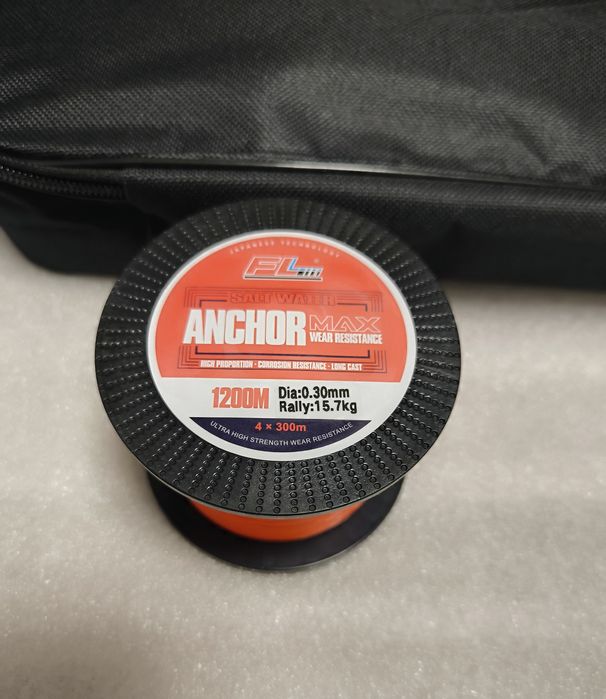 JAPANESE TECHNOLOGY
FL
SALT WATER
ANCHOR MAX
WEAR RESISTANCE
HIGH PROPORTION · CORROSION RESISTANCE · LONG CAST
1200M Dia:0.30mm
Rally:15.7kg
4 × 300m
ULTRA HIGH STRENGTH WEAR RESISTANCE